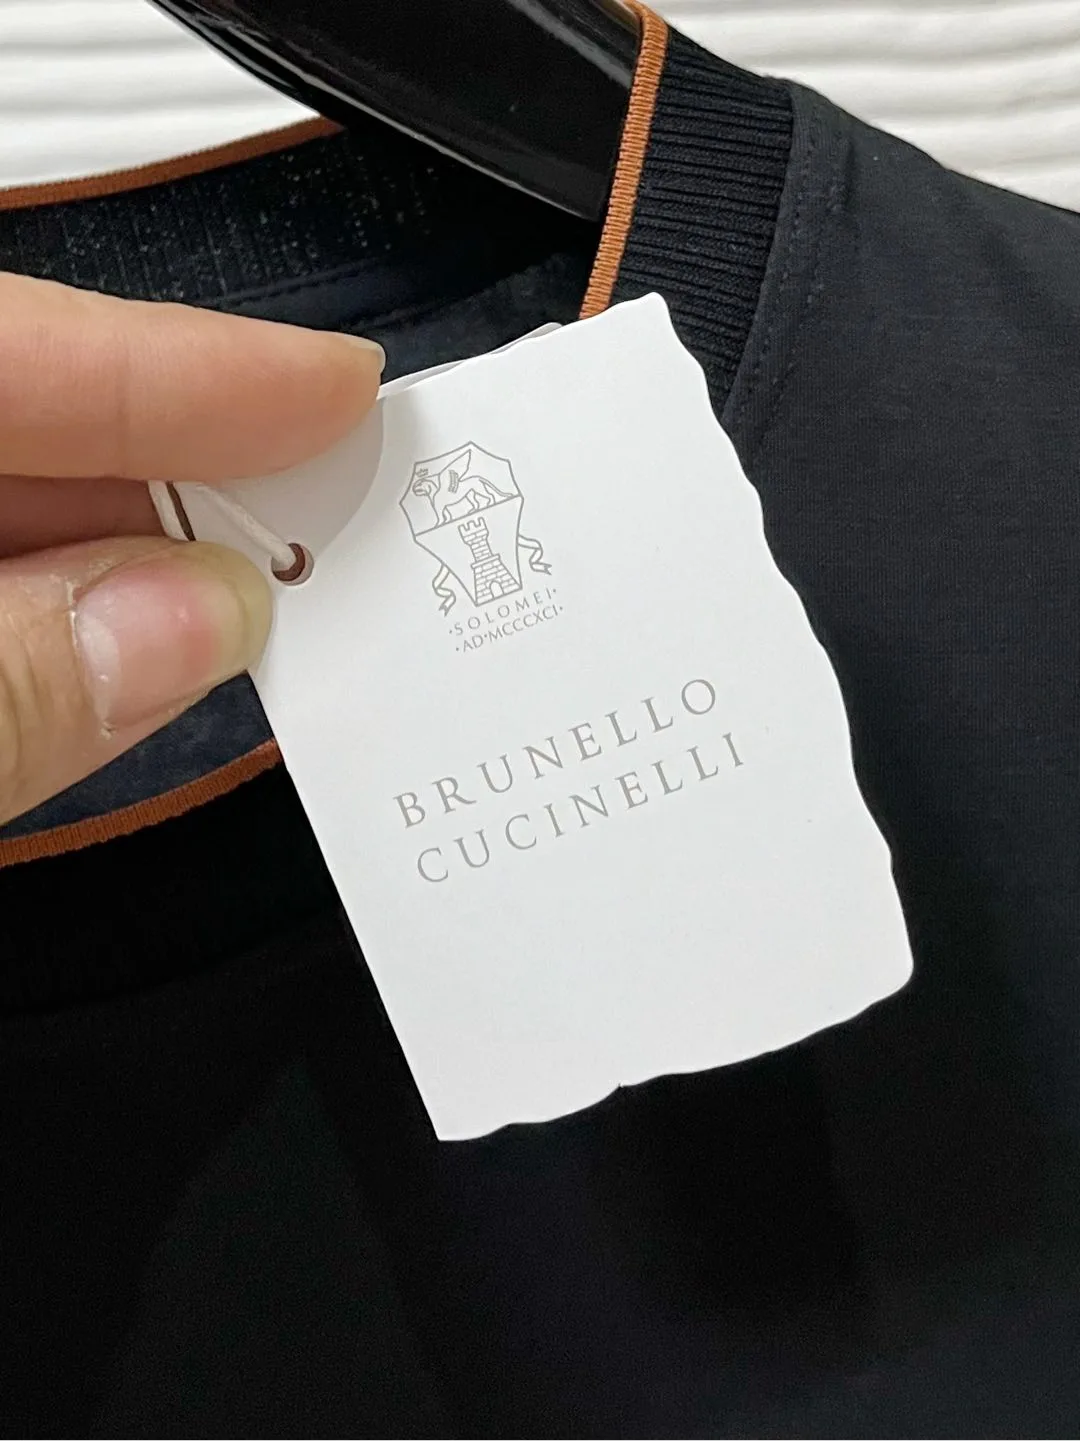 ·SOLOMEI·
·AD·MCCCXCI·
BRUNELLO
CUCINELLI